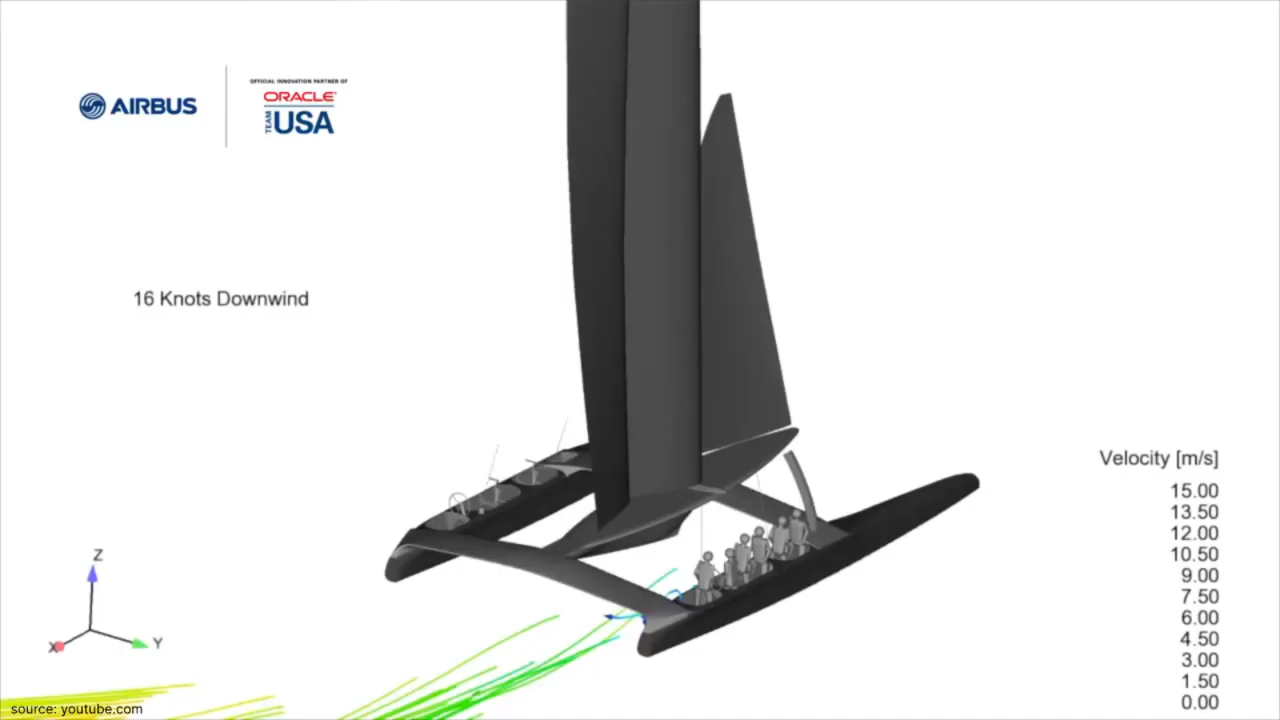 AIRBUS
OFFICIAL INNOVATION PARTNER OF
ORACLE
TEAM
USA
16 Knots Downwind
Velocity [m/s]
15.00
13.50
12.00
10.50
9.00
7.50
6.00
4.50
3.00
1.50
0.00
Z
X
Y
source: youtube.com